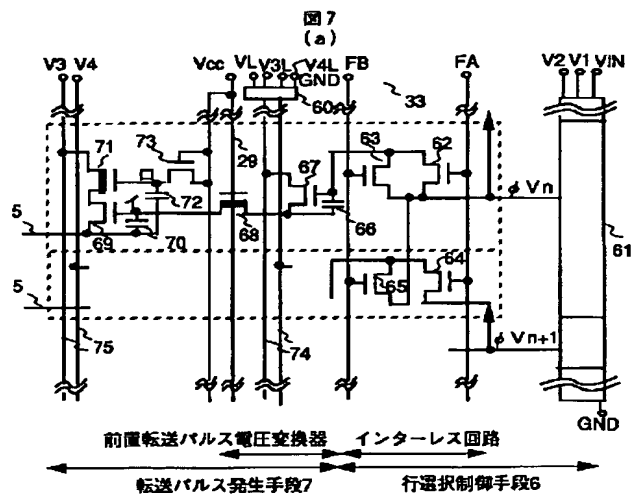 図7
(a)
V3 V4 Vcc VL V3L V4L GND FB FA V2 V1 VIN
60 33
71 73 29 67 63 62
72 66 φVn
5 69 70 68
61
5 65 64
φVn+1
75 74
GND
前置転送パルス電圧変換器 インターレス回路
転送パルス発生手段7 行選択制御手段6